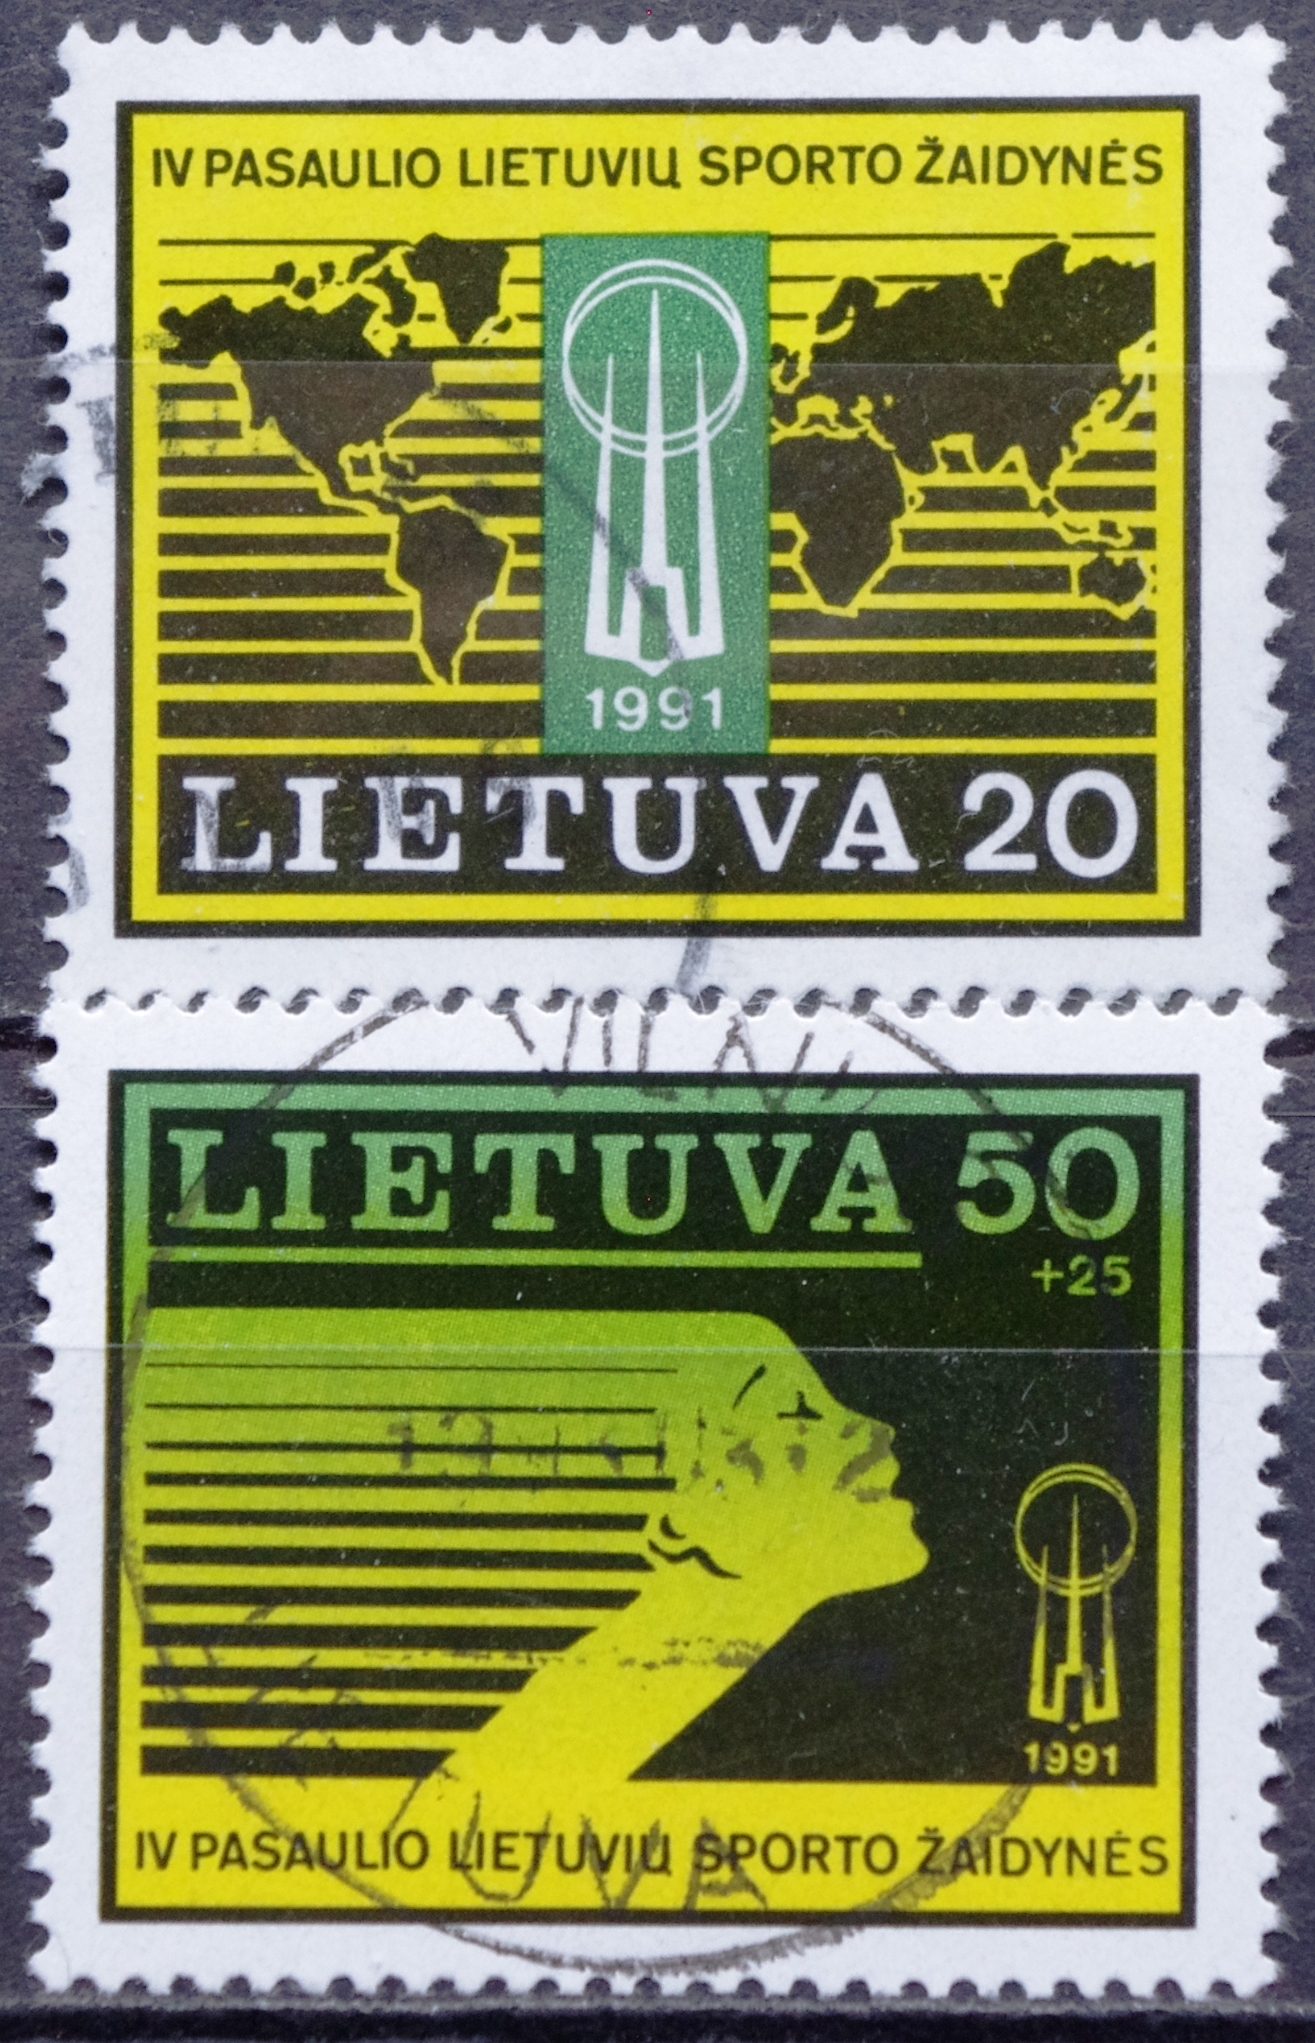 IV PASAULIO LIETUVIŲ SPORTO ŽAIDYNĖS
1991
LIETUVA 20
LIETUVA 50
+25
1991
IV PASAULIO LIETUVIŲ SPORTO ŽAIDYNĖS